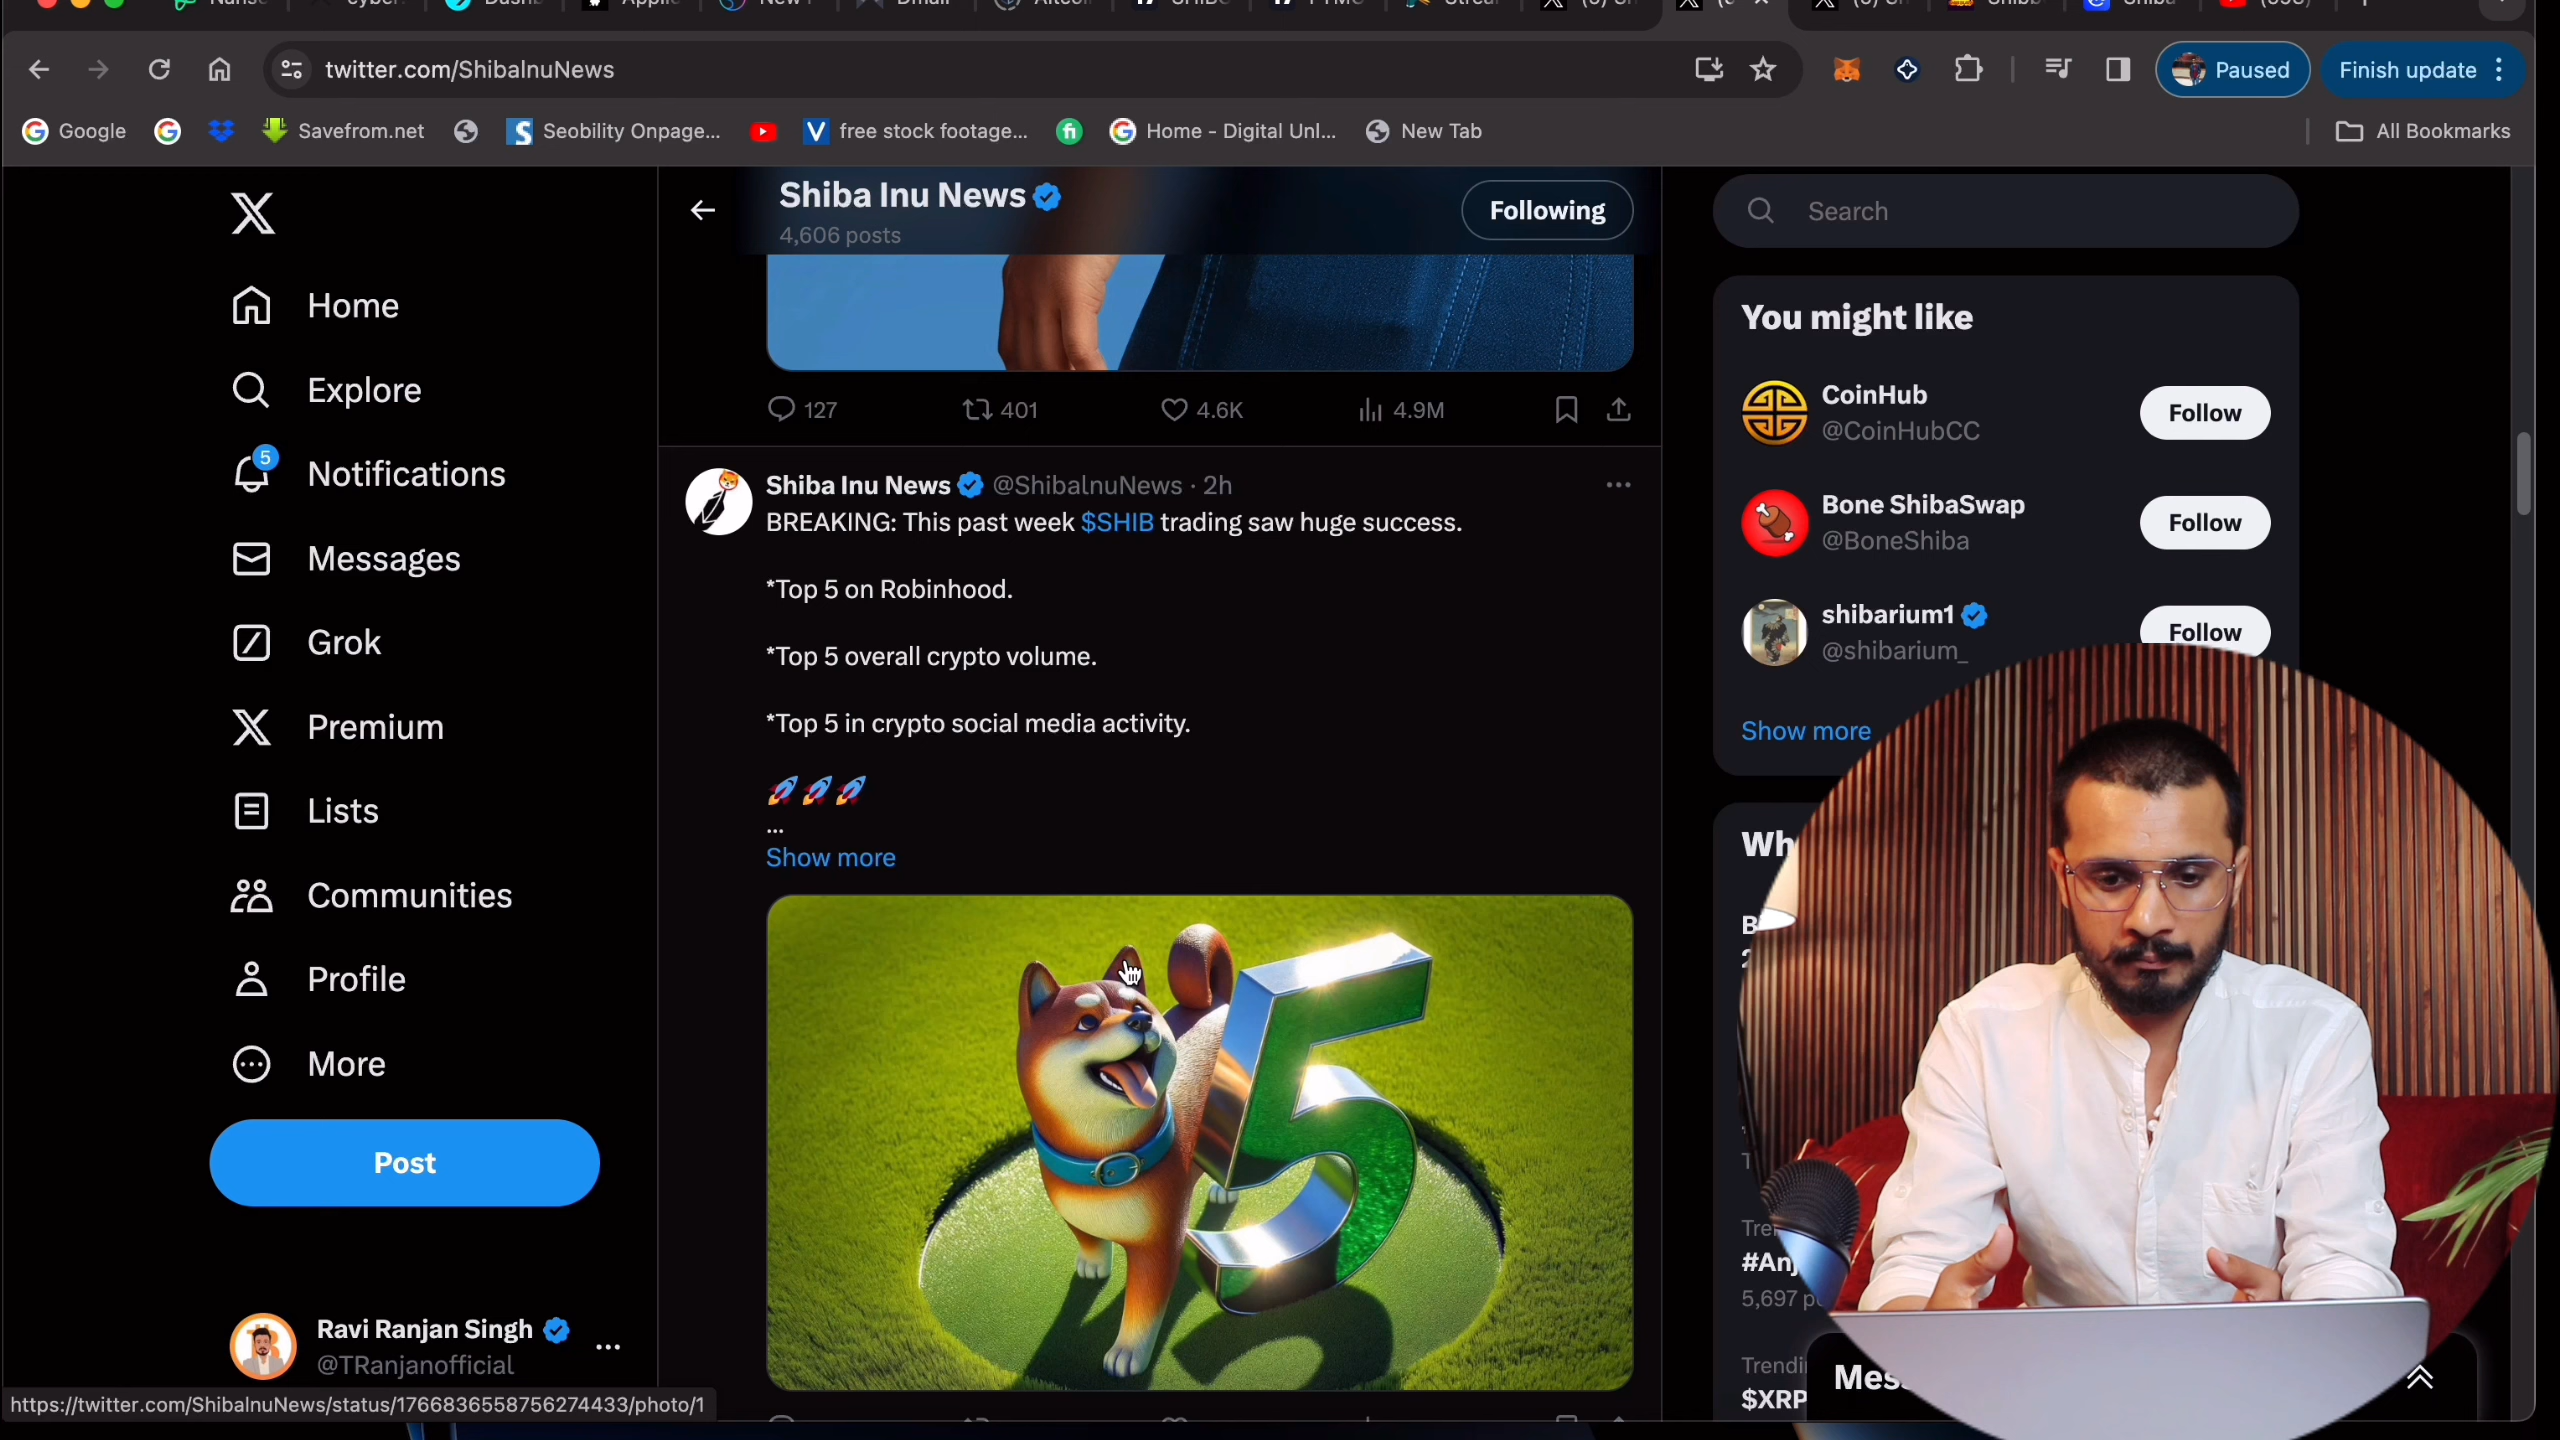 twitter.com/ShibalnuNews
Paused
Finish update
Google
Savefrom.net
Seobility Onpage...
free stock footage...
Home - Digital Unl...
New Tab
All Bookmarks
Home
Explore
5
Notifications
Messages
Grok
Premium
Lists
Communities
Profile
More
Post
Ravi Ranjan Singh
@TRanjanofficial
https://twitter.com/ShibalnuNews/status/1766836558756274433/photo/1
Shiba Inu News
4,606 posts
Following
127 401 4.6K 4.9M
Shiba Inu News @ShibalnuNews · 2h
BREAKING: This past week $SHIB trading saw huge success.
*Top 5 on Robinhood.
*Top 5 overall crypto volume.
*Top 5 in crypto social media activity.
...
Show more
5
Search
You might like
CoinHub
@CoinHubCC
Follow
Bone ShibaSwap
@BoneShiba
Follow
shibarium1
@shibarium_
Follow
Show more
5,697
$XRP